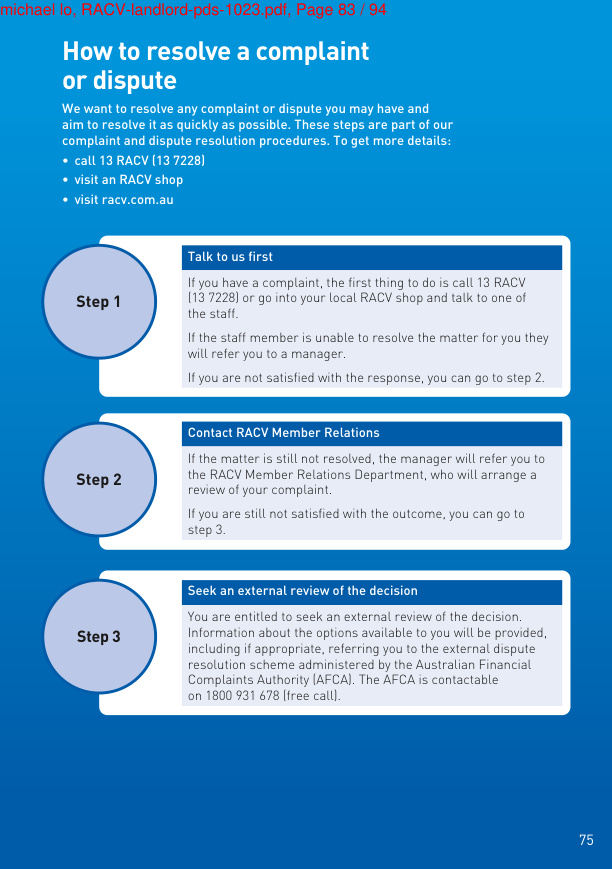 michael lo, RACV-landlord-pds-1023.pdf, Page 83 / 94
How to resolve a complaint
or dispute
We want to resolve any complaint or dispute you may have and
aim to resolve it as quickly as possible. These steps are part of our
complaint and dispute resolution procedures. To get more details:
• call 13 RACV (13 7228)
• visit an RACV shop
• visit racv.com.au
Step 1
Talk to us first
If you have a complaint, the first thing to do is call 13 RACV
(13 7228) or go into your local RACV shop and talk to one of
the staff.
If the staff member is unable to resolve the matter for you they
will refer you to a manager.
If you are not satisfied with the response, you can go to step 2.
Step 2
Contact RACV Member Relations
If the matter is still not resolved, the manager will refer you to
the RACV Member Relations Department, who will arrange a
review of your complaint.
If you are still not satisfied with the outcome, you can go to
step 3.
Step 3
Seek an external review of the decision
You are entitled to seek an external review of the decision.
Information about the options available to you will be provided,
including if appropriate, referring you to the external dispute
resolution scheme administered by the Australian Financial
Complaints Authority (AFCA). The AFCA is contactable
on 1800 931 678 (free call).
75